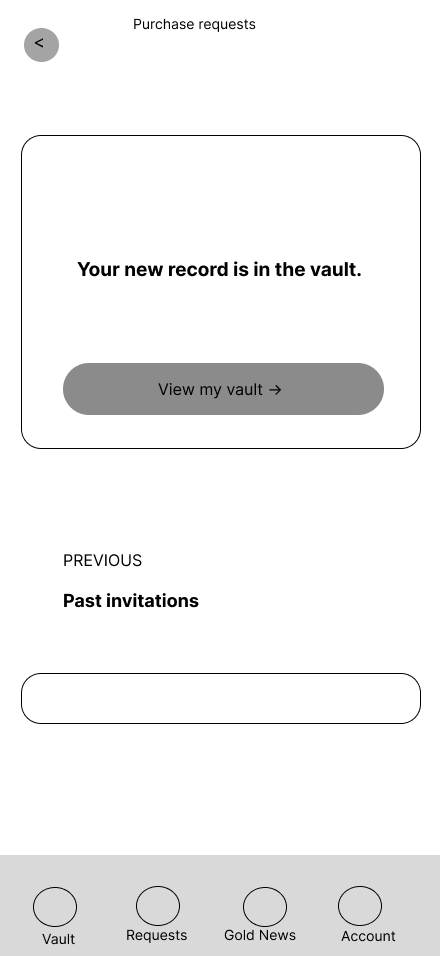 Purchase requests
<
Your new record is in the vault.
View my vault →
PREVIOUS
Past invitations
Vault
Requests
Gold News
Account